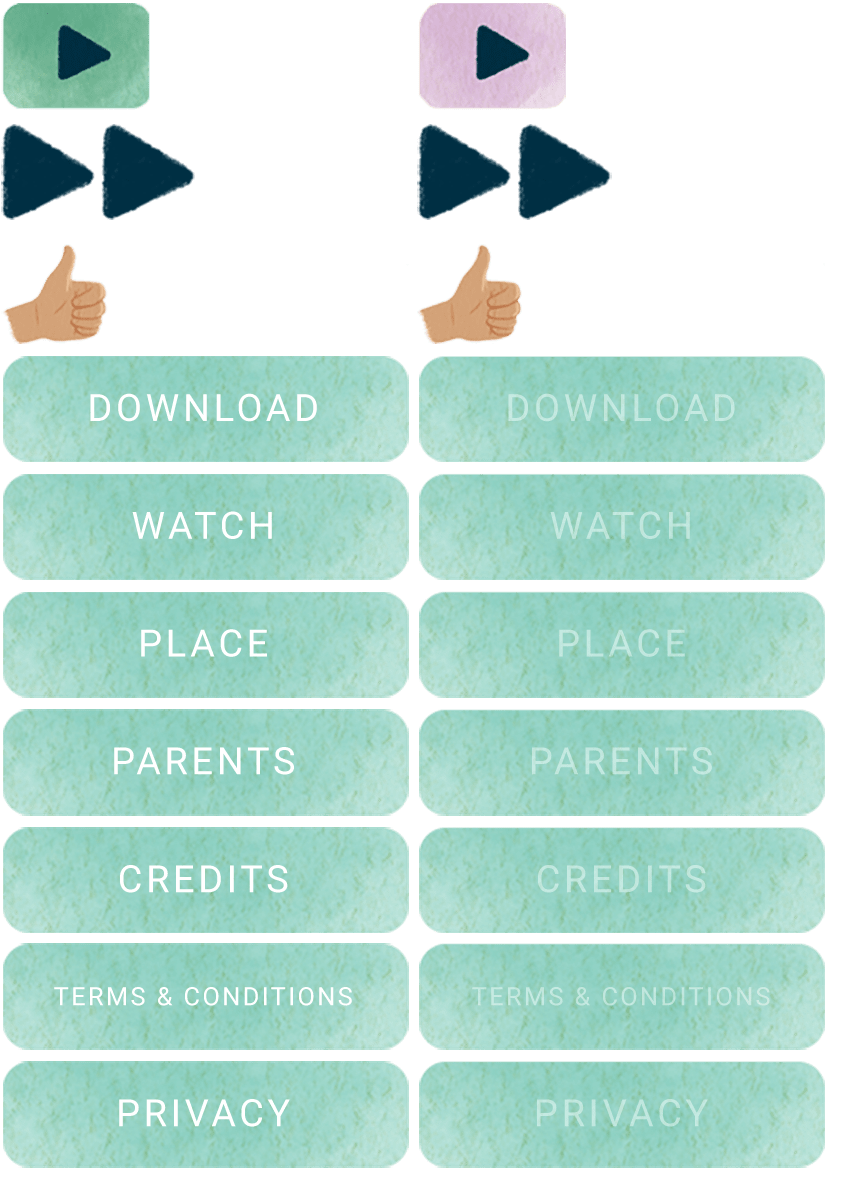 DOWNLOAD DOWNLOAD
WATCH WATCH
PLACE PLACE
PARENTS PARENTS
CREDITS CREDITS
TERMS & CONDITIONS TERMS & CONDITIONS
PRIVACY PRIVACY